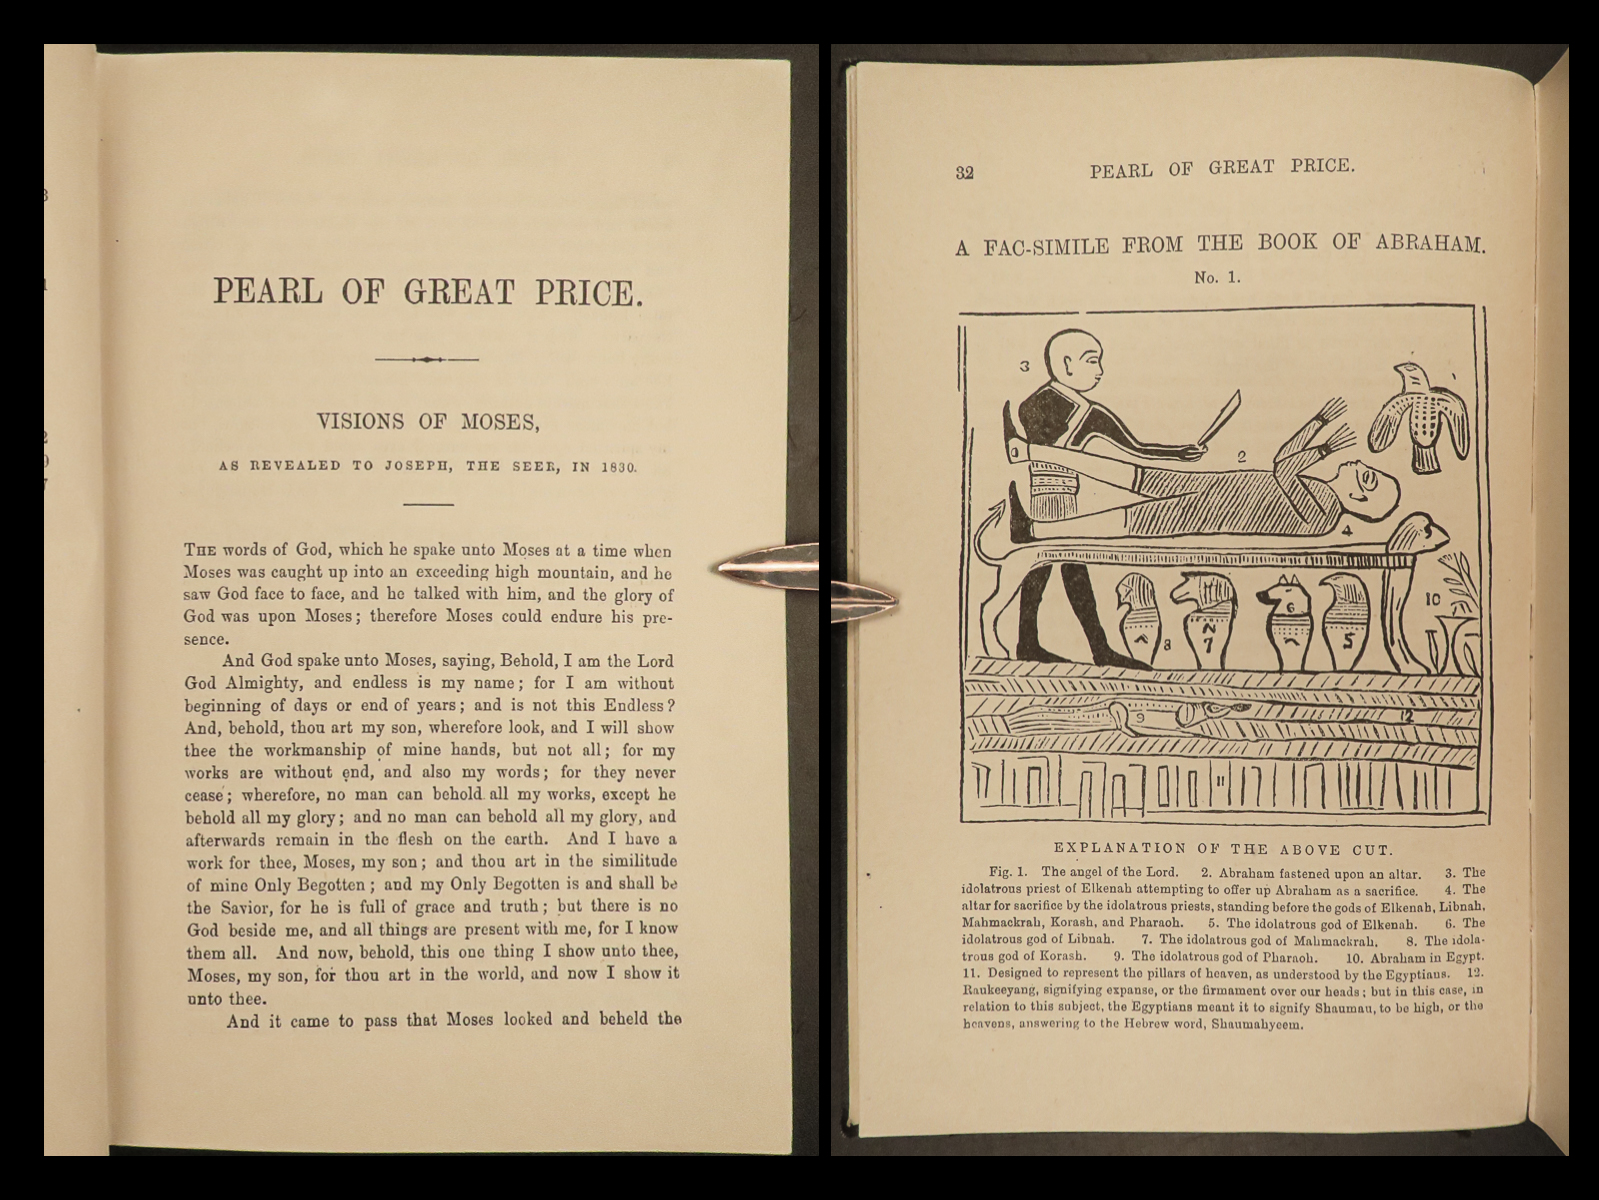 PEARL OF GREAT PRICE.
VISIONS OF MOSES,
AS REVEALED TO JOSEPH, THE SEER, IN 1830.
THE words of God, which he spake unto Moses at a time when
Moses was caught up into an exceeding high mountain, and he
saw God face to face, and he talked with him, and the glory of
God was upon Moses; therefore Moses could endure his pre-
sence.
And God spake unto Moses, saying, Behold, I am the Lord
God Almighty, and endless is my name; for I am without
beginning of days or end of years; and is not this Endless?
And, behold, thou art my son, wherefore look, and I will show
thee the workmanship of mine hands, but not all; for my
works are without end, and also my words; for they never
cease; wherefore, no man can behold all my works, except he
behold all my glory; and no man can behold all my glory, and
afterwards remain in the flesh on the earth. And I have a
work for thee, Moses, my son; and thou art in the similitude
of mine Only Begotten; and my Only Begotten is and shall be
the Savior, for he is full of grace and truth; but there is no
God beside me, and all things are present with me, for I know
them all. And now, behold, this one thing I show unto thee,
Moses, my son, for thou art in the world, and now I show it
unto thee.
And it came to pass that Moses looked and beheld the
32 PEARL OF GREAT PRICE.
A FAC-SIMILE FROM THE BOOK OF ABRAHAM.
No. 1.
3
2
4
10
6
8
7
5
9
12
11
EXPLANATION OF THE ABOVE CUT.
Fig. 1. The angel of the Lord. 2. Abraham fastened upon an altar. 3. The
idolatrous priest of Elkenah attempting to offer up Abraham as a sacrifice. 4. The
altar for sacrifice by the idolatrous priests, standing before the gods of Elkenah, Libnah,
Mahmackrah, Korash, and Pharaoh. 5. The idolatrous god of Elkenah. 6. The
idolatrous god of Libnah. 7. The idolatrous god of Mahmackrah. 8. The idola-
trous god of Korash. 9. The idolatrous god of Pharaoh. 10. Abraham in Egypt.
11. Designed to represent the pillars of heaven, as understood by the Egyptians. 12.
Raukeeyang, signifying expanse, or the firmament over our heads; but in this case, in
relation to this subject, the Egyptians meant it to signify Shaumau, to be high, or the
heavens, answering to the Hebrew word, Shaumahyeem.